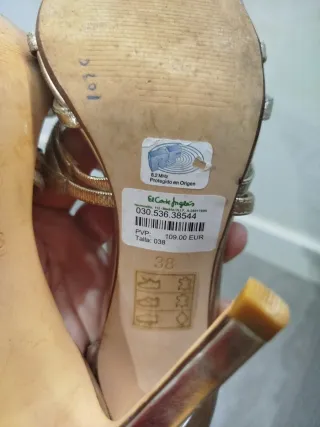 1020
8.2 MHz
Protegido en Origen
El Corte Inglés
030.536.38544
PVP: 109.00 EUR
Talla: 038
38